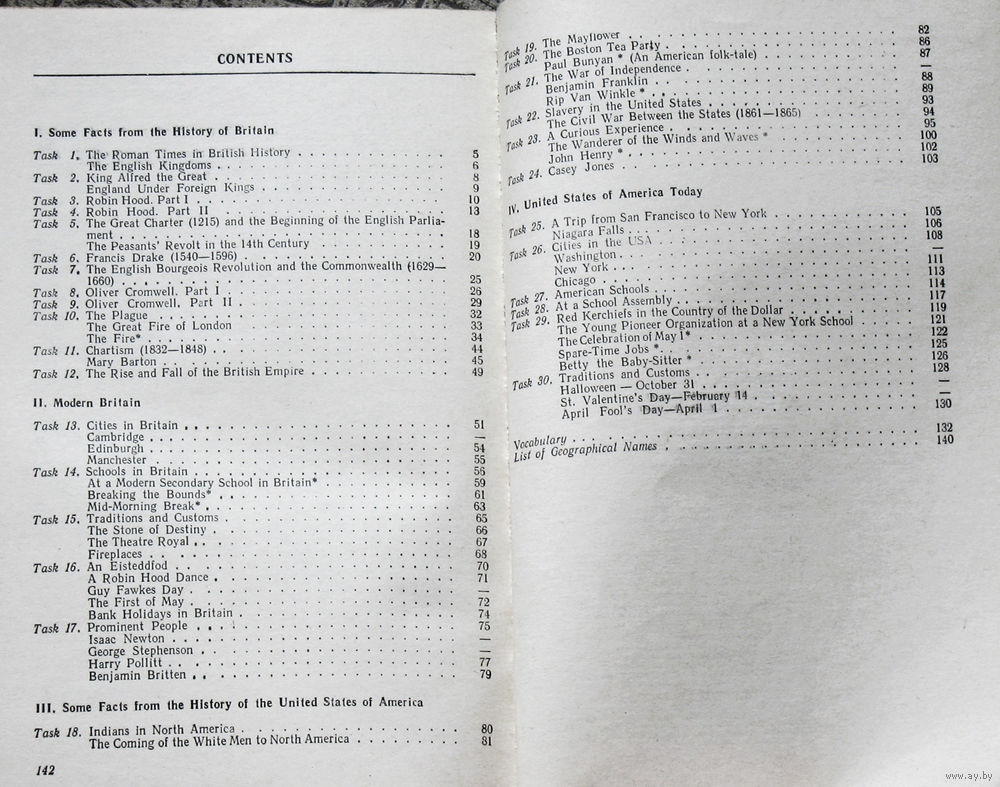 CONTENTS
I. Some Facts from the History of Britain
Task 1. The Roman Times in British History . . . 5
The English Kingdoms . . . 6
Task 2. King Alfred the Great . . . 8
England Under Foreign Kings . . . 9
Task 3. Robin Hood. Part I . . . 10
Task 4. Robin Hood. Part II . . . 13
Task 5. The Great Charter (1215) and the Beginning of the English Parlia-
ment . . . 18
The Peasants' Revolt in the 14th Century . . . 19
Task 6. Francis Drake (1540—1596) . . . 20
Task 7. The English Bourgeois Revolution and the Commonwealth (1629—
1660) . . . 25
Task 8. Oliver Cromwell. Part I . . . 26
Task 9. Oliver Cromwell. Part II . . . 29
Task 10. The Plague . . . 32
The Great Fire of London . . . 33
The Fire* . . . 34
Task 11. Chartism (1832—1848) . . . 44
Mary Barton . . . 45
Task 12. The Rise and Fall of the British Empire . . . 49
II. Modern Britain
Task 13. Cities in Britain . . . 51
Cambridge . . . —
Edinburgh . . . 54
Manchester . . . 55
Task 14. Schools in Britain . . . 56
At a Modern Secondary School in Britain* . . . 59
Breaking the Bounds* . . . 61
Mid-Morning Break* . . . 63
Task 15. Traditions and Customs . . . 65
The Stone of Destiny . . . 66
The Theatre Royal . . . 67
Fireplaces . . . 68
Task 16. An Eisteddfod . . . 70
A Robin Hood Dance . . . 71
Guy Fawkes Day . . . —
The First of May . . . 72
Bank Holidays in Britain . . . 74
Task 17. Prominent People . . . 75
Isaac Newton . . . —
George Stephenson . . . —
Harry Pollitt . . . 77
Benjamin Britten . . . 79
III. Some Facts from the History of the United States of America
Task 18. Indians in North America . . . 80
The Coming of the White Men to North America . . . 81
142
Task 19. The Mayflower . . . 82
Task 20. The Boston Tea Party . . . 86
Paul Bunyan * (An American folk-tale) . . . 87
Task 21. The War of Independence . . . —
Benjamin Franklin . . . 88
Rip Van Winkle * . . . 89
Task 22. Slavery in the United States . . . 93
The Civil War Between the States (1861—1865) . . . 94
Task 23. A Curious Experience . . . 95
The Wanderer of the Winds and Waves * . . . 100
John Henry * . . . 102
Task 24. Casey Jones . . . 103
IV. United States of America Today
Task 25. A Trip from San Francisco to New York . . . 105
Niagara Falls . . . 106
Task 26. Cities in the USA . . . 108
Washington . . . —
New York . . . 111
Chicago . . . 113
Task 27. American Schools . . . 114
Task 28. At a School Assembly . . . 117
Task 29. Red Kerchiefs in the Country of the Dollar . . . 119
The Young Pioneer Organization at a New York School . . . 121
The Celebration of May 1* . . . 122
Spare-Time Jobs * . . . 125
Betty the Baby-Sitter * . . . 126
Task 30. Traditions and Customs . . . 128
Halloween — October 31 . . . —
St. Valentine's Day—February 14 . . . —
April Fool's Day—April 1 . . . 130
Vocabulary . . . 132
List of Geographical Names . . . 140
www.ay.by